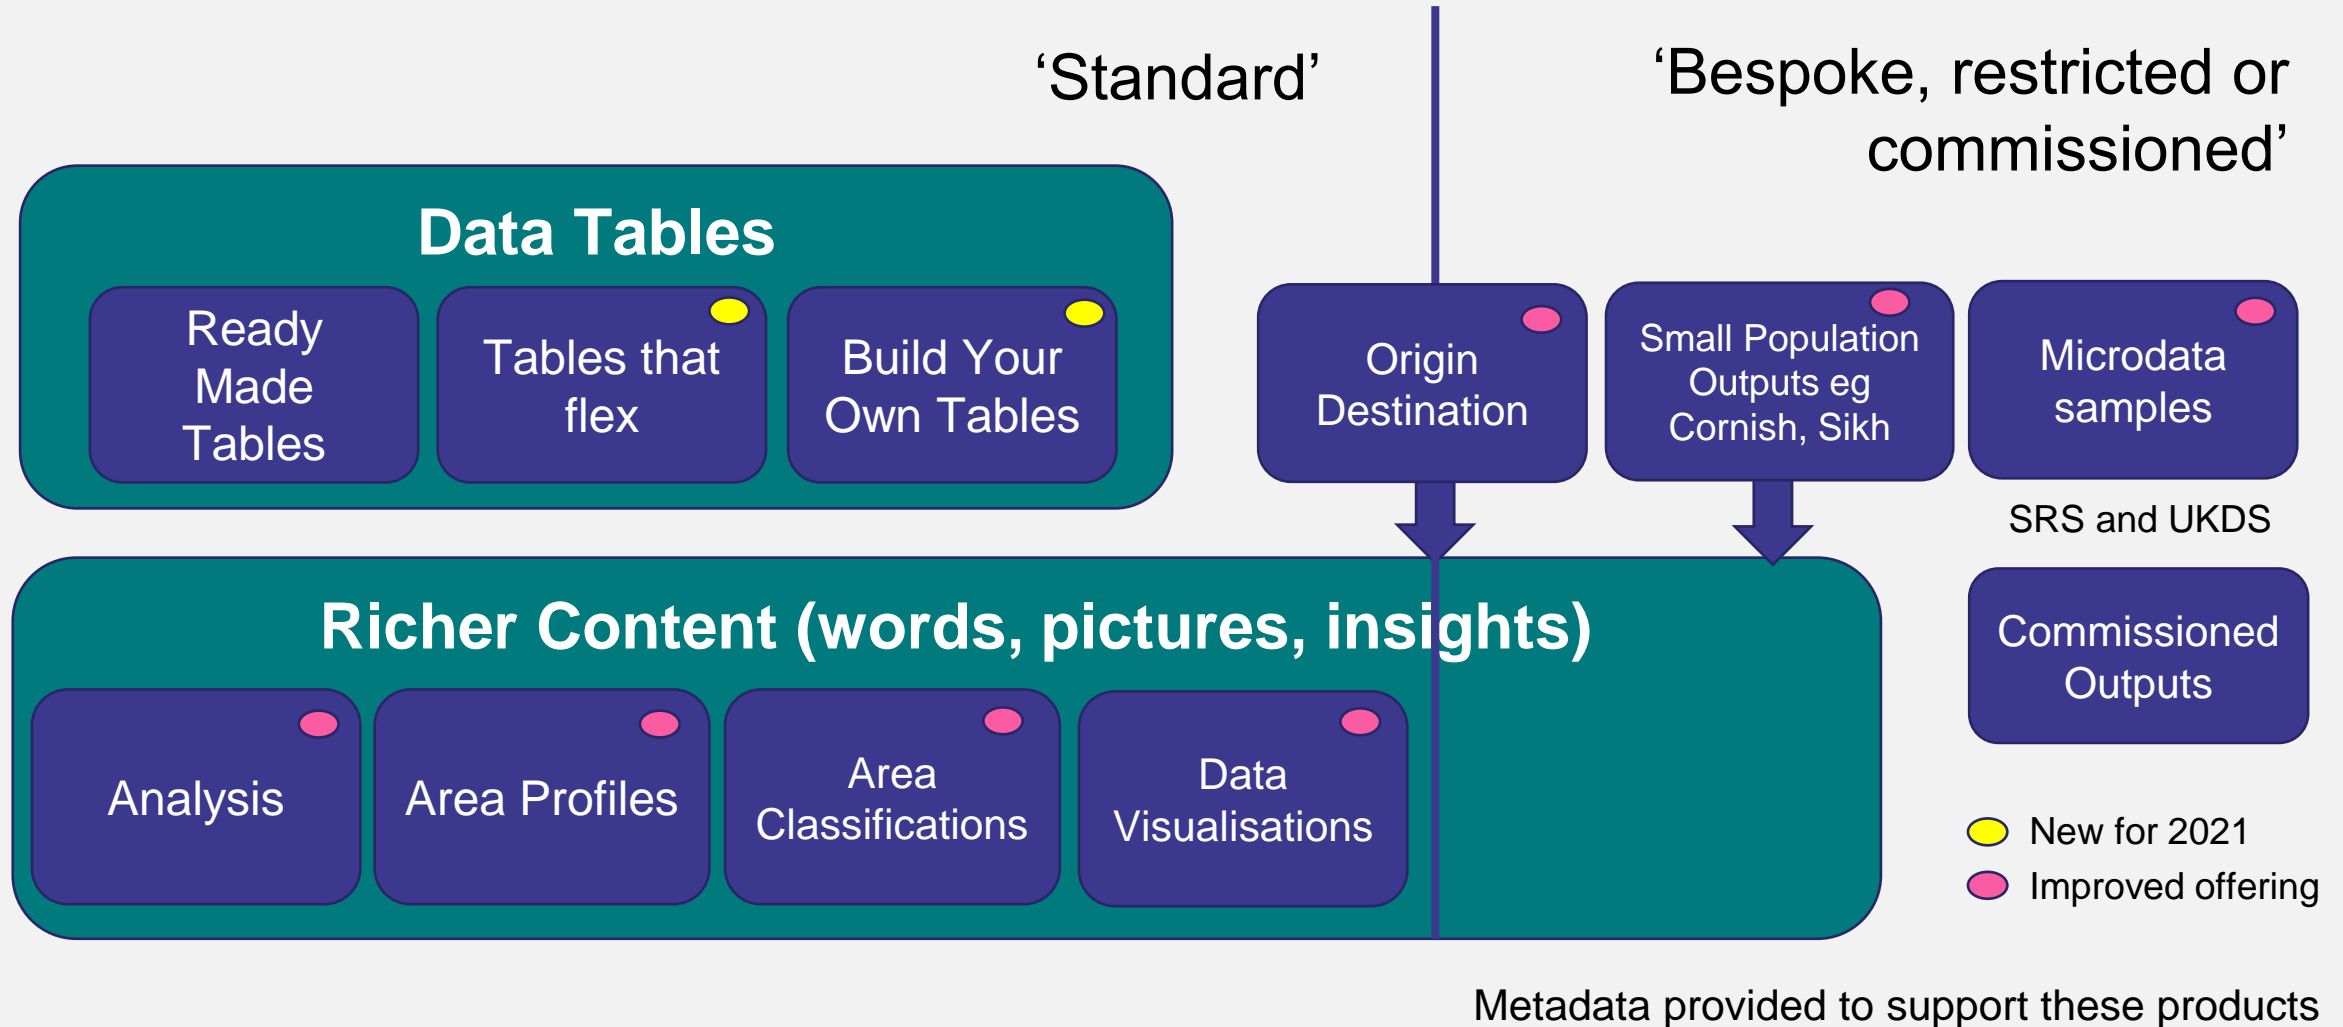 ‘Standard’
‘Bespoke, restricted or
commissioned’
Data Tables
Ready
Made
Tables
Tables that
flex
Build Your
Own Tables
Origin
Destination
Small Population
Outputs eg
Cornish, Sikh
Microdata
samples
SRS and UKDS
Richer Content (words, pictures, insights)
Analysis
Area Profiles
Area
Classifications
Data
Visualisations
Commissioned
Outputs
New for 2021
Improved offering
Metadata provided to support these products